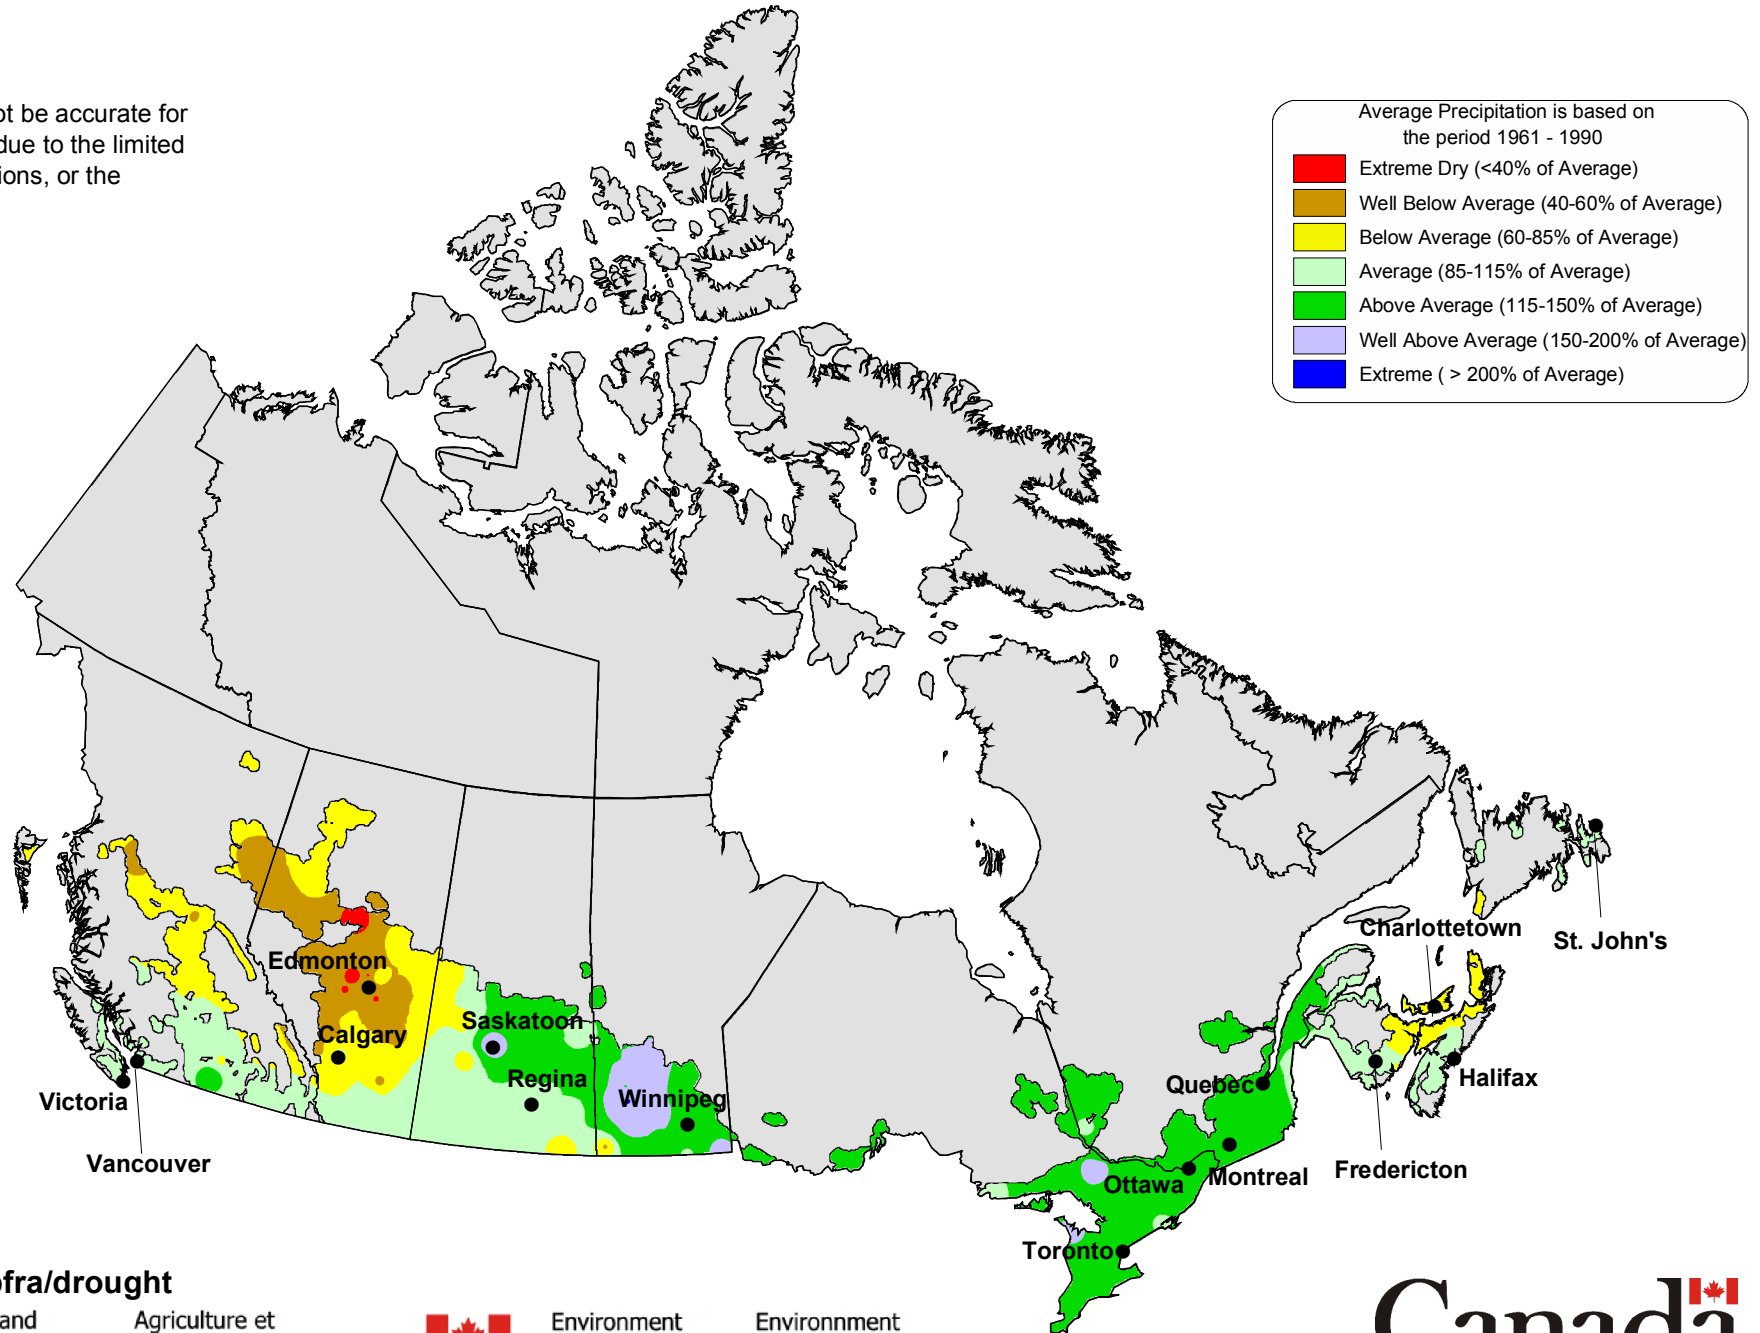 ot be accurate for
due to the limited
ions, or the
Average Precipitation is based on
the period 1961 - 1990
Extreme Dry (<40% of Average)
Well Below Average (40-60% of Average)
Below Average (60-85% of Average)
Average (85-115% of Average)
Above Average (115-150% of Average)
Well Above Average (150-200% of Average)
Extreme ( > 200% of Average)
Charlottetown
St. John's
Edmonton
Saskatoon
Calgary
Regina
Quebec
Halifax
Victoria
Winnipeg
Vancouver
Ottawa
Montreal
Fredericton
Toronto
ofra/drought
and
Agriculture et
Environment
Environnment
Canada